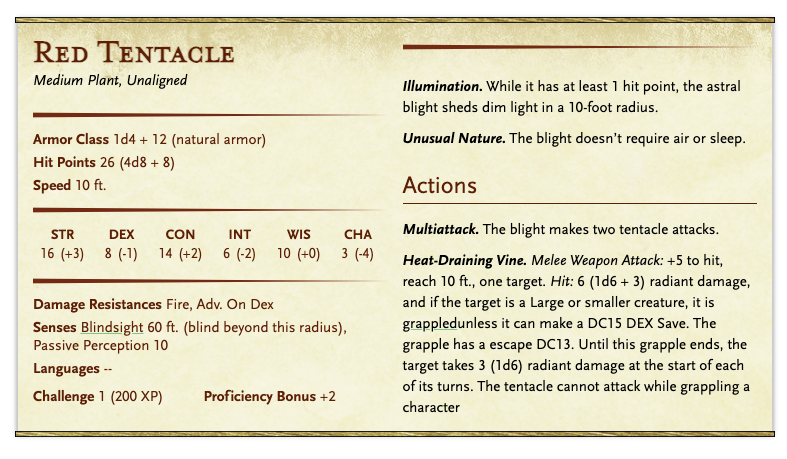 Red Tentacle
Medium Plant, Unaligned
Armor Class 1d4 + 12 (natural armor)
Hit Points 26 (4d8 + 8)
Speed 10 ft.
STR DEX CON INT WIS CHA
16 (+3) 8 (-1) 14 (+2) 6 (-2) 10 (+0) 3 (-4)
Damage Resistances Fire, Adv. On Dex
Senses Blindsight 60 ft. (blind beyond this radius),
Passive Perception 10
Languages --
Challenge 1 (200 XP) Proficiency Bonus +2
Illumination. While it has at least 1 hit point, the astral
blight sheds dim light in a 10-foot radius.
Unusual Nature. The blight doesn't require air or sleep.
Actions
Multiattack. The blight makes two tentacle attacks.
Heat-Draining Vine. Melee Weapon Attack: +5 to hit,
reach 10 ft., one target. Hit: 6 (1d6 + 3) radiant damage,
and if the target is a Large or smaller creature, it is
grappledunless it can make a DC15 DEX Save. The
grapple has a escape DC13. Until this grapple ends, the
target takes 3 (1d6) radiant damage at the start of each
of its turns. The tentacle cannot attack while grappling a
character